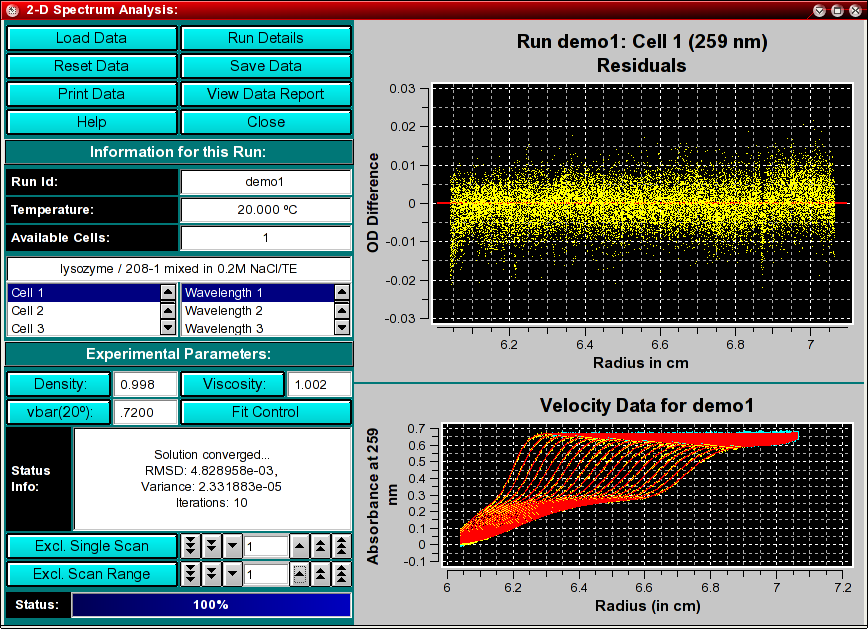 2-D Spectrum Analysis:
Load Data
Run Details
Reset Data
Save Data
Print Data
View Data Report
Help
Close
Information for this Run:
Run Id:
demo1
Temperature:
20.000 ºC
Available Cells:
1
lysozyme / 208-1 mixed in 0.2M NaCl/TE
Cell 1
Cell 2
Cell 3
Wavelength 1
Wavelength 2
Wavelength 3
Experimental Parameters:
Density:
0.998
Viscosity:
1.002
vbar(20º):
.7200
Fit Control
Status
Info:
Solution converged...
RMSD: 4.828958e-03,
Variance: 2.331883e-05
Iterations: 10
Excl. Single Scan
1
Excl. Scan Range
1
Status:
100%
Run demo1: Cell 1 (259 nm)
Residuals
OD Difference
0.03
0.02
0.01
0
-0.01
-0.02
-0.03
6.2
6.4
6.6
6.8
7
Radius in cm
Velocity Data for demo1
Absorbance at 259
nm
0.7
0.6
0.5
0.4
0.3
0.2
0.1
0
-0.1
6
6.2
6.4
6.6
6.8
7
7.2
Radius (in cm)